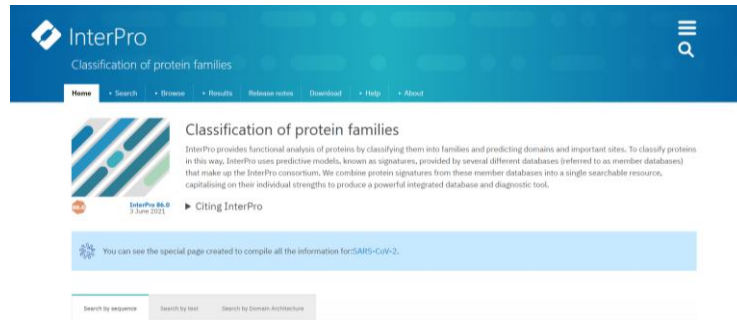 InterPro
Classification of protein families
Home
Search
Browse
Results
Release notes
Download
Help
About
Classification of protein families
InterPro provides functional analysis of proteins by classifying them into families and predicting domains and important sites. To classify proteins
in this way, InterPro uses predictive models, known as signatures, provided by several different databases (referred to as member databases)
that make up the InterPro consortium. We combine protein signatures from these member databases into a single searchable resource,
capitalising on their individual strengths to produce a powerful integrated database and diagnostic tool.
InterPro 86.0
3 June 2021
▶ Citing InterPro
You can see the special page created to compile all the information for:SARS-CoV-2.
Search by sequence
Search by text
Search by Domain Architecture